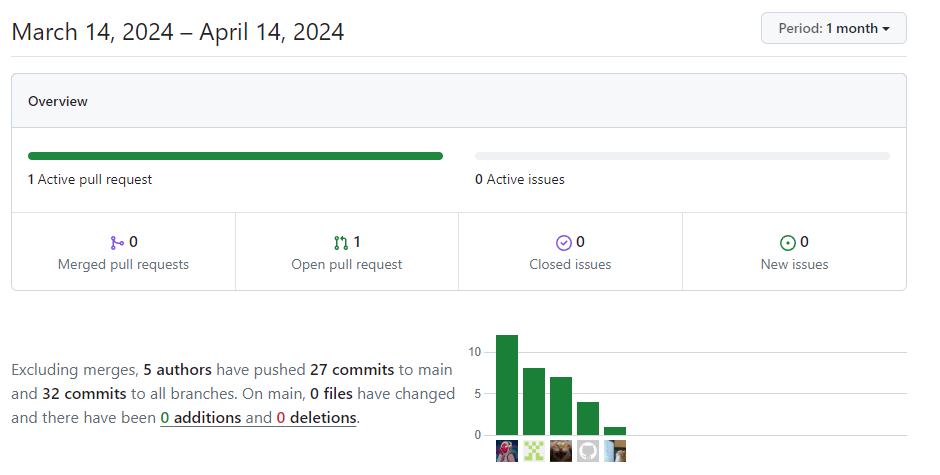 March 14, 2024 – April 14, 2024
Period: 1 month
Overview
1 Active pull request
0 Active issues
0
Merged pull requests
1
Open pull request
0
Closed issues
0
New issues
Excluding merges, 5 authors have pushed 27 commits to main
and 32 commits to all branches. On main, 0 files have changed
and there have been 0 additions and 0 deletions.
10
5
0